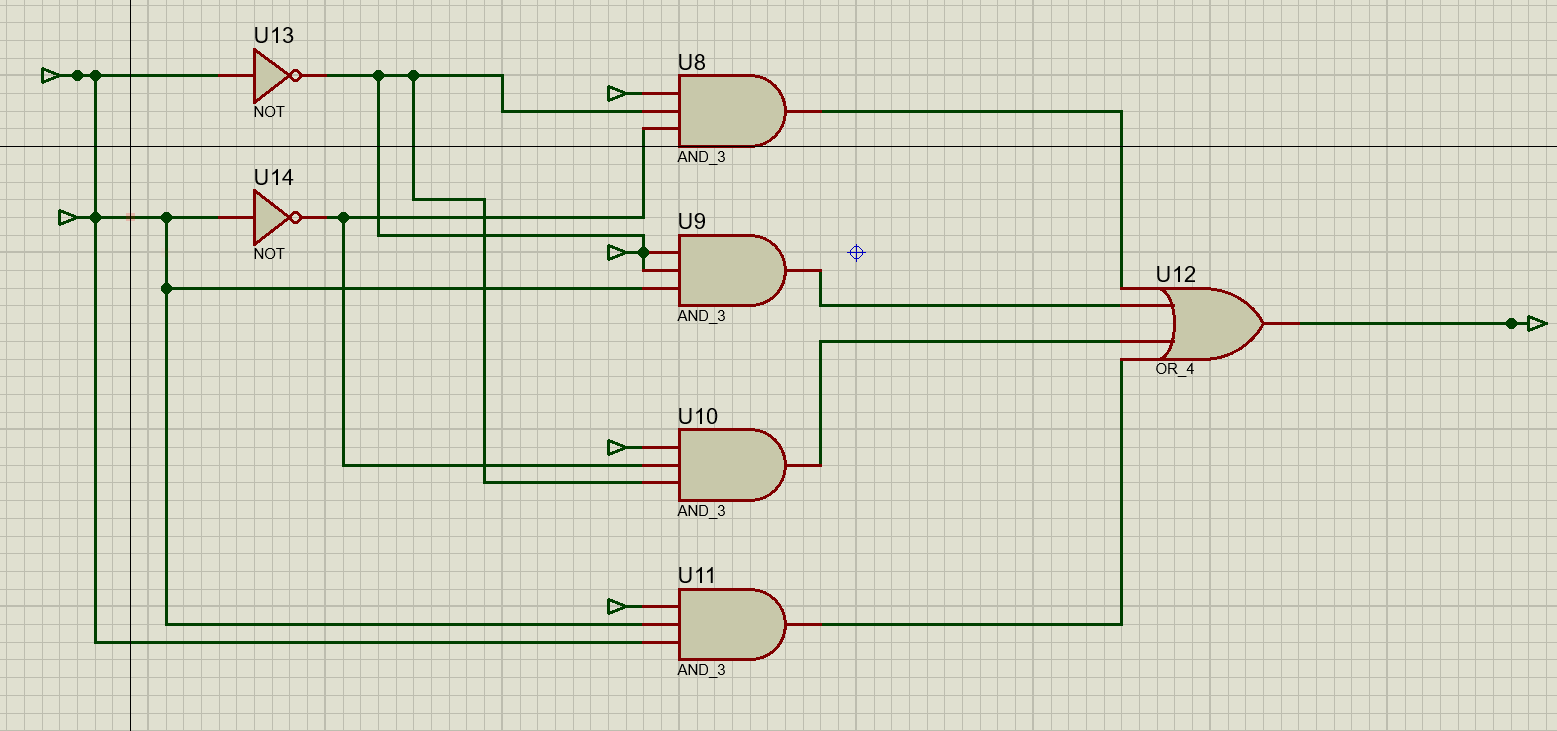 U13
NOT
U14
NOT
U8
AND_3
U9
AND_3
U10
AND_3
U11
AND_3
U12
OR_4